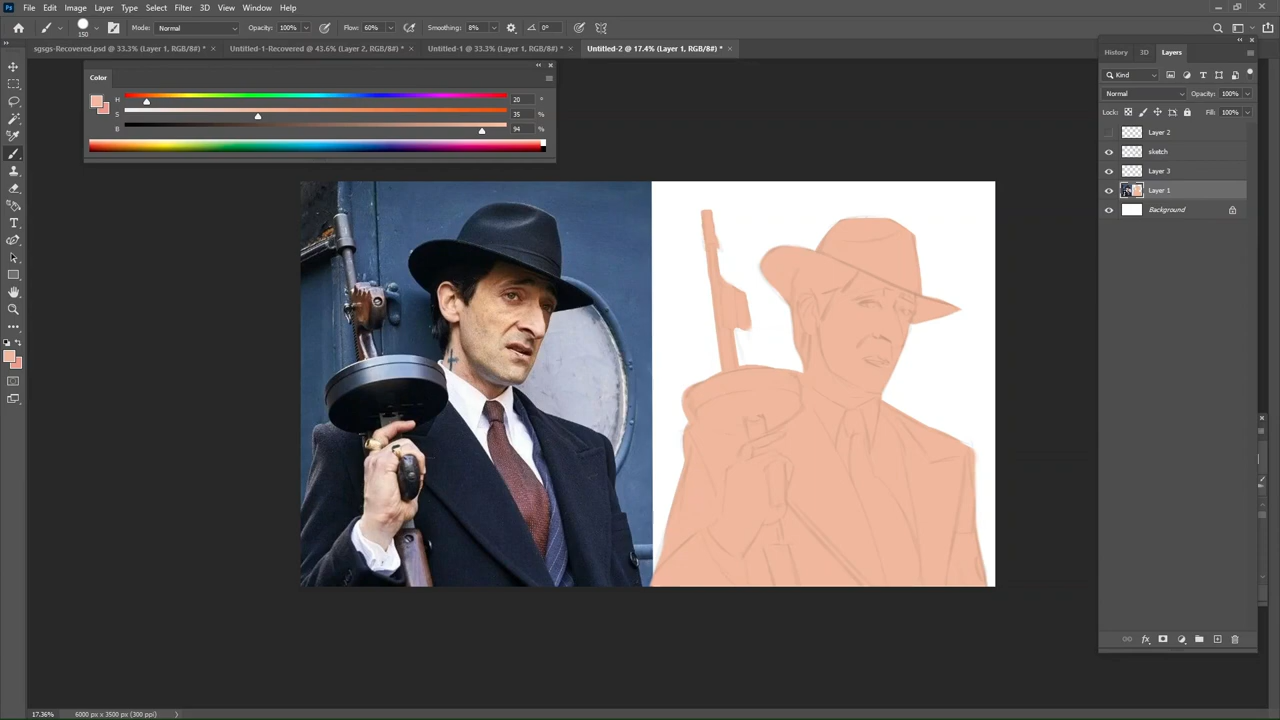 Ps File Edit Image Layer Type Select Filter 3D View Window Help
150 Mode: Normal Opacity: 100% Flow: 60% Smoothing: 8% 0°
sgsgs-Recovered.psd @ 33.3% (Layer 1, RGB/8#) * × Untitled-1-Recovered @ 43.6% (Layer 2, RGB/8#) * × Untitled-1 @ 33.3% (Layer 1, RGB/8#) * × Untitled-2 @ 17.4% (Layer 1, RGB/8#) * ×
Color
H 20 °
S 35 %
B 94 %
History 3D Layers
Kind
Normal Opacity: 100%
Lock: Fill: 100%
Layer 2
sketch
Layer 3
Layer 1
Background
fx
17.36% 6000 px x 3500 px (300 ppi)